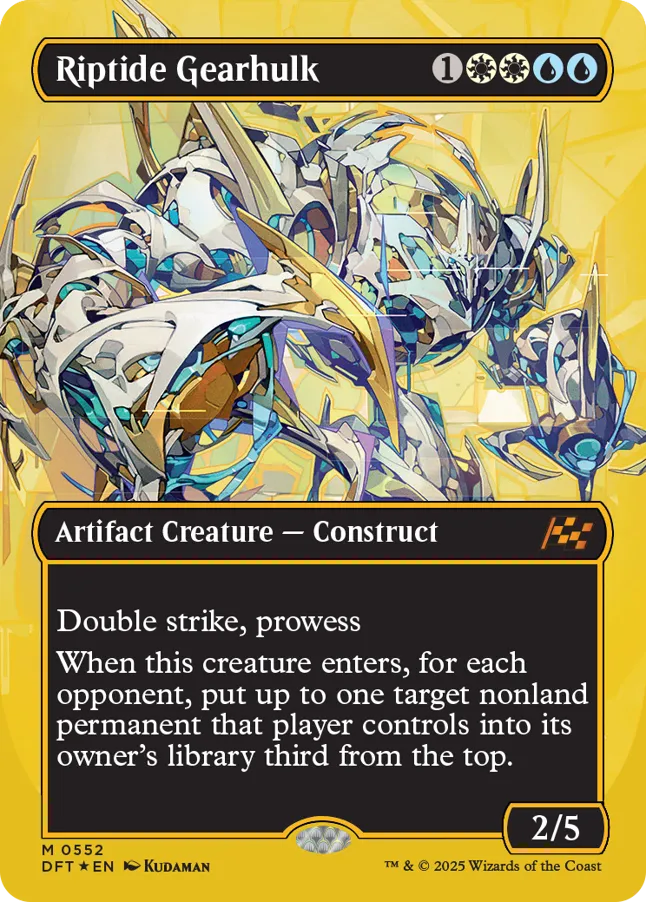 Riptide Gearhulk 1
Artifact Creature — Construct
Double strike, prowess
When this creature enters, for each
opponent, put up to one target nonland
permanent that player controls into its
owner's library third from the top.
2/5
M 0552
DFT ★ EN KUDAMAN
™ & © 2025 Wizards of the Coast